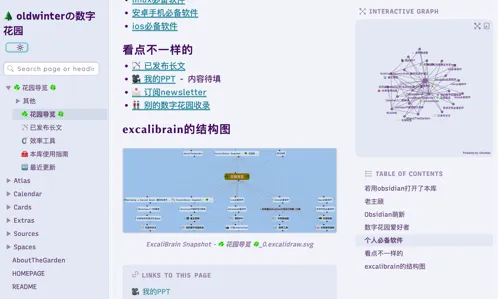 🌲 oldwinterの数字
花园
Search page or headin
☘️ 花园导览 🍀
其他
☘️ 花园导览 🍀
已发布长文
效率工具
本库使用指南
最近更新
Atlas
Calendar
Cards
Extras
Sources
Spaces
AboutTheGarden
HOMEPAGE
README
linux必备软件
安卓手机必备软件
ios必备软件
看点不一样的
已发布长文
我的PPT - 内容待填
订阅newsletter
别的数字花园收录
excalibrain的结构图
ExcaliBrain Snapshot - ☘️ 花园导览 🍀_0.excalidraw.svg
LINKS TO THIS PAGE
我的PPT
INTERACTIVE GRAPH
TABLE OF CONTENTS
若用obsidian打开了本库
老主顾
Obsidian萌新
数字花园爱好者
个人必备软件
看点不一样的
excalibrain的结构图